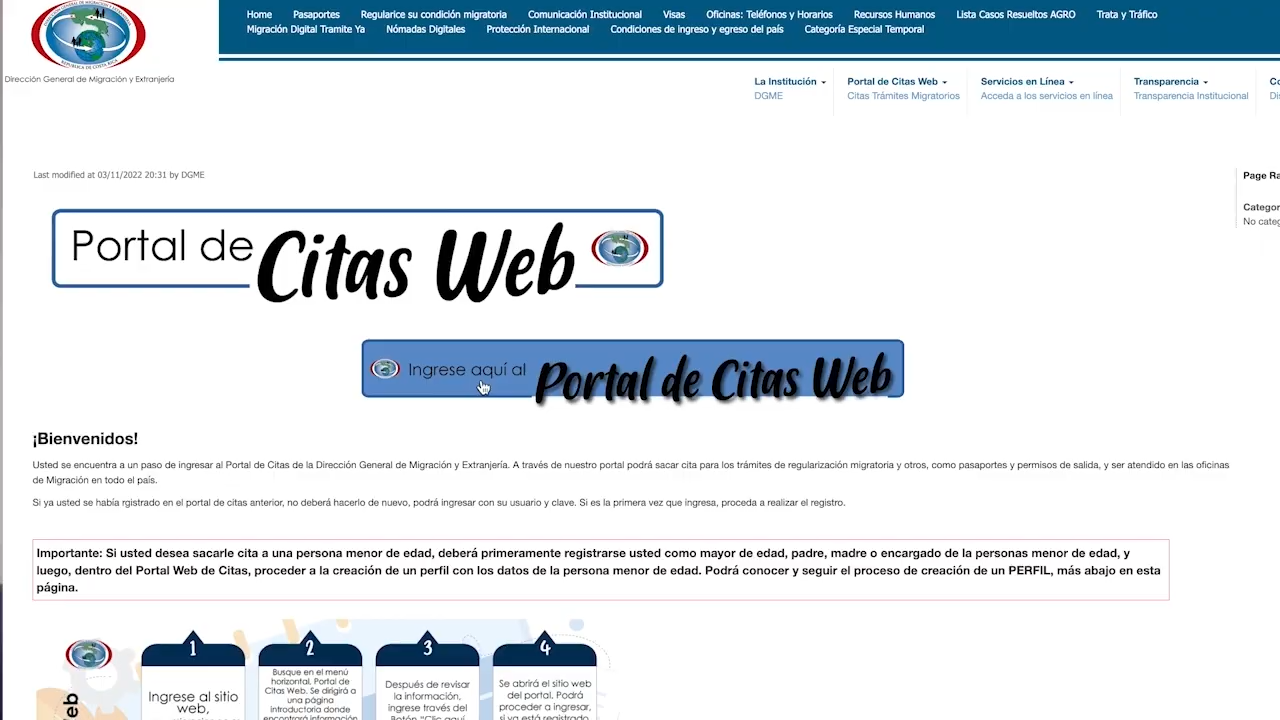 Home Pasaportes Regularice su condición migratoria Comunicación Institucional Visas Oficinas: Teléfonos y Horarios Recursos Humanos Lista Casos Resueltos AGRO Trata y Tráfico
Migración Digital Tramite Ya Nómadas Digitales Protección Internacional Condiciones de ingreso y egreso del país Categoría Especial Temporal
Dirección General de Migración y Extranjería
La Institución Portal de Citas Web Servicios en Línea Transparencia
DGME Citas Trámites Migratorios Acceda a los servicios en línea Transparencia Institucional
Last modified at 03/11/2022 20:31 by DGME
Page Ra
Categor
No categ
Portal de Citas Web
Ingrese aquí al Portal de Citas Web
¡Bienvenidos!
Usted se encuentra a un paso de ingresar al Portal de Citas de la Dirección General de Migración y Extranjería. A través de nuestro portal podrá sacar cita para los trámites de regularización migratoria y otros, como pasaportes y permisos de salida, y ser atendido en las oficinas
de Migración en todo el país.
Si ya usted se había rgistrado en el portal de citas anterior, no deberá hacerlo de nuevo, podrá ingresar con su usuario y clave. Si es la primera vez que ingresa, proceda a realizar el registro.
Importante: Si usted desea sacarle cita a una persona menor de edad, deberá primeramente registrarse usted como mayor de edad, padre, madre o encargado de la personas menor de edad, y
luego, dentro del Portal Web de Citas, proceder a la creación de un perfil con los datos de la persona menor de edad. Podrá conocer y seguir el proceso de creación de un PERFIL, más abajo en esta
página.
1
Ingrese al sitio
web,
2
Busque en el menú
horizontal, Portal de
Citas Web. Se dirigirá a
una página
introductoria donde
encontrará información
3
Después de revisar
la información,
ingrese través del
Botón "Clic aquí
4
Se abrirá el sitio web
del portal. Podrá
proceder a ingresar,
si ya está registrado